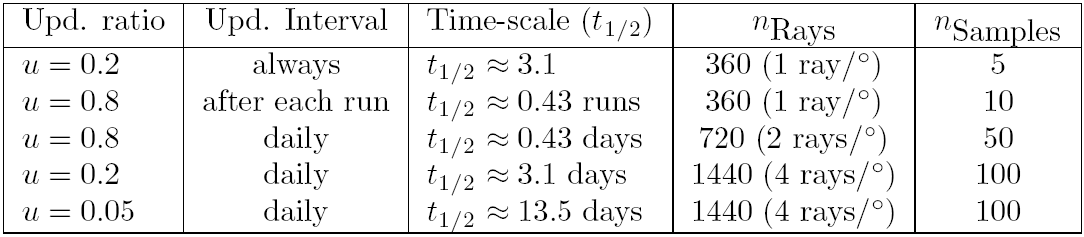 Upd. ratio Upd. Interval Time-scale (t1/2) nRays nSamples
u = 0.2 always t1/2 ≈ 3.1 360 (1 ray/°) 5
u = 0.8 after each run t1/2 ≈ 0.43 runs 360 (1 ray/°) 10
u = 0.8 daily t1/2 ≈ 0.43 days 720 (2 rays/°) 50
u = 0.2 daily t1/2 ≈ 3.1 days 1440 (4 rays/°) 100
u = 0.05 daily t1/2 ≈ 13.5 days 1440 (4 rays/°) 100